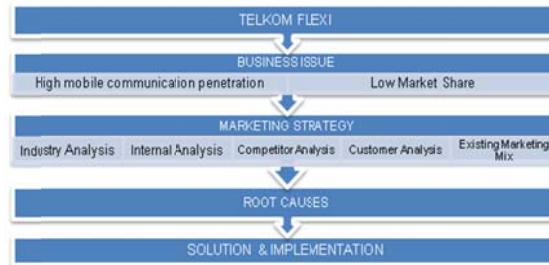 TELKOM FLEXI
BUSINESS ISSUE
High mobile communication penetration Low Market Share
MARKETING STRATEGY
Industry Analysis Internal Analysis Competitor Analysis Customer Analysis Existing Marketing Mix
ROOT CAUSES
SOLUTION & IMPLEMENTATION